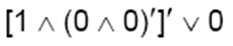 [1 ∧ (0 ∧ 0)′]′ ∨ 0